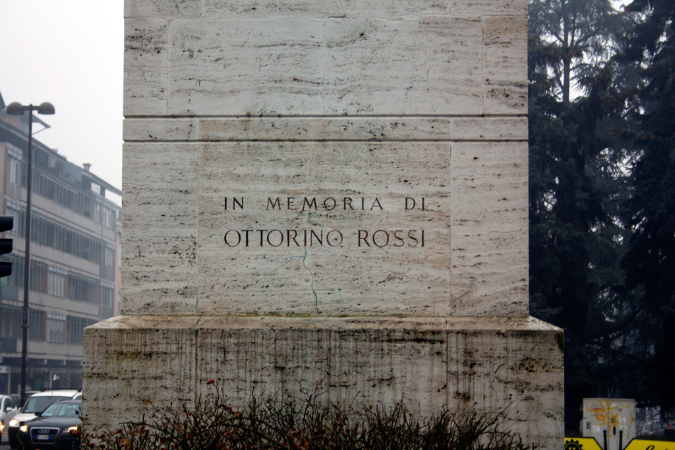 IN MEMORIA DI
OTTORINO ROSSI